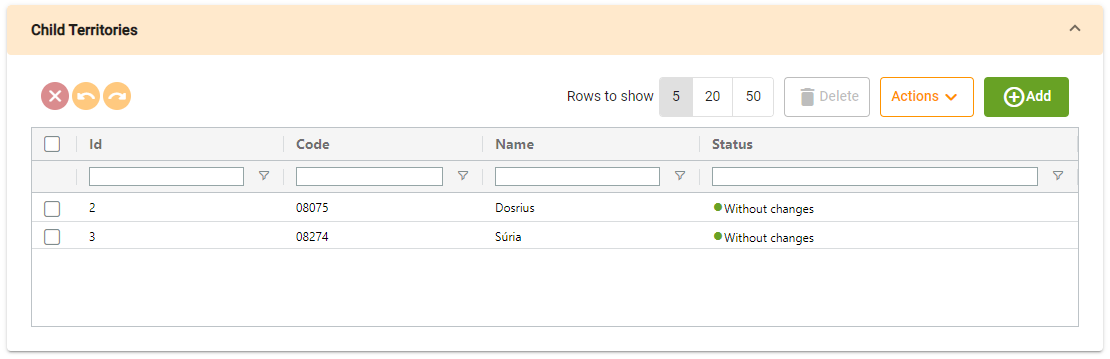 Child Territories
Rows to show 5 20 50 Delete Actions Add
Id Code Name Status
2 08075 Dosrius Without changes
3 08274 Súria Without changes